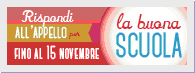 Rispondi
ALL'APPELLO per
FINO AL 15 NOVEMBRE
la buona
SCUOLA